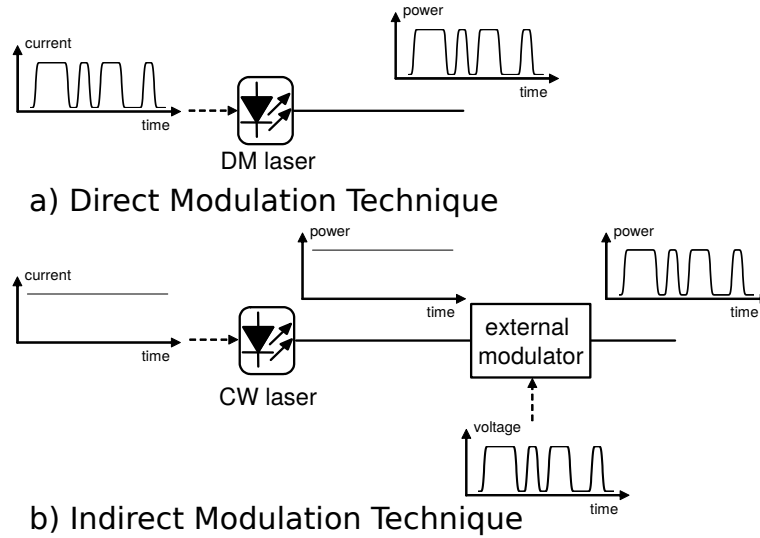 power
current
time
time
DM laser
a) Direct Modulation Technique
power
power
current
time
time
external
modulator
time
CW laser
voltage
time
b) Indirect Modulation Technique